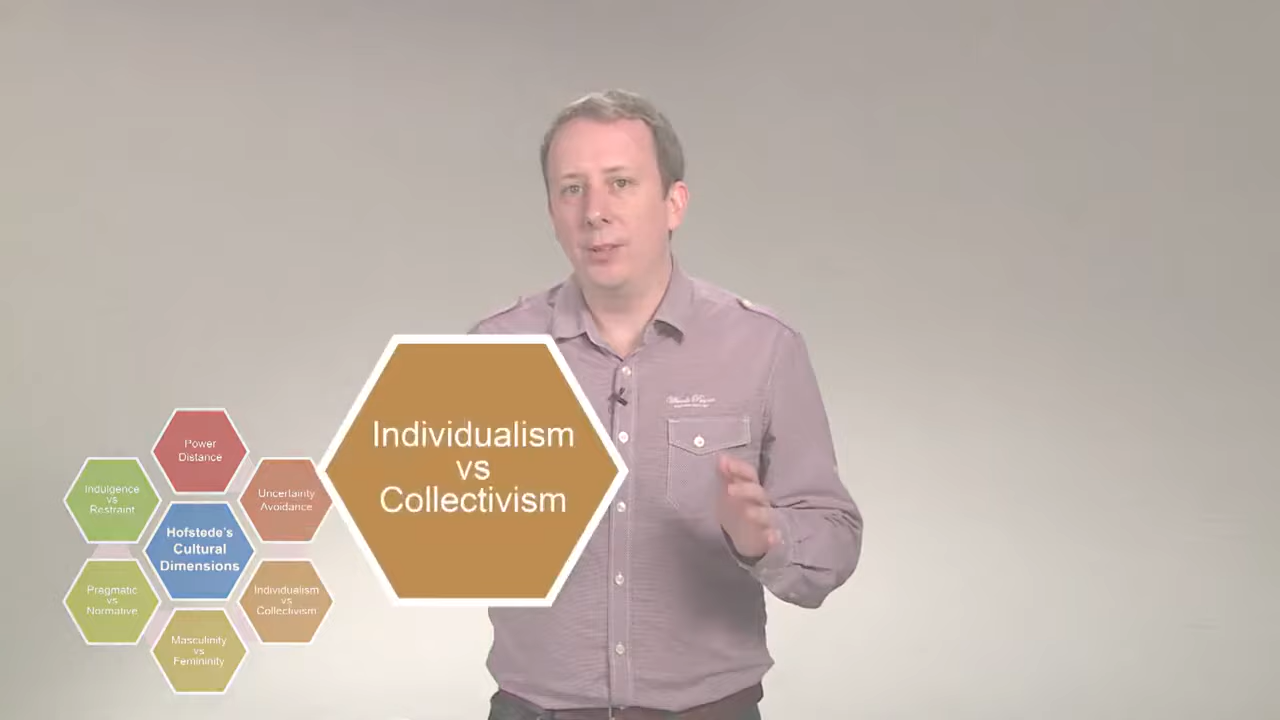 Individualism
vs
Collectivism
Power
Distance
Uncertainty
Avoidance
Individualism
vs
Collectivism
Masculinity
vs
Femininity
Pragmatic
vs
Normative
Indulgence
vs
Restraint
Hofstede's
Cultural
Dimensions